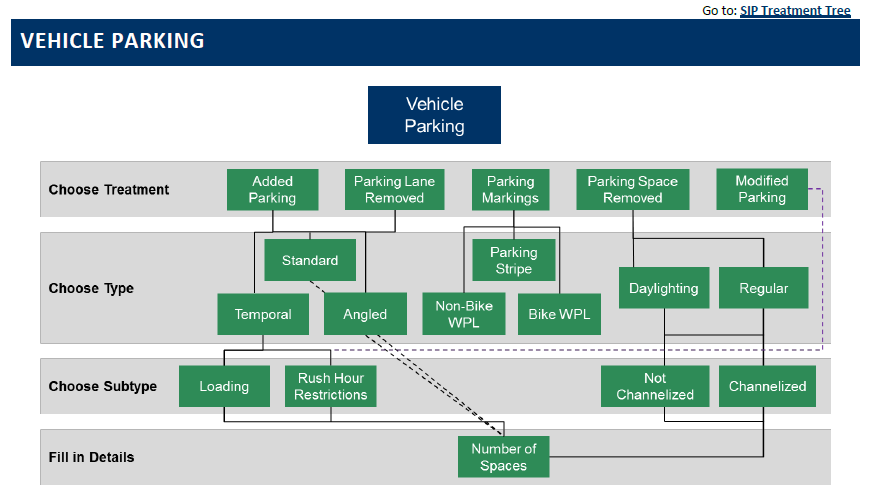 Go to: SIP Treatment Tree
VEHICLE PARKING
Vehicle
Parking
Choose Treatment
Added
Parking
Parking Lane
Removed
Parking
Markings
Parking Space
Removed
Modified
Parking
Choose Type
Standard
Parking
Stripe
Temporal
Angled
Non-Bike
WPL
Bike WPL
Daylighting
Regular
Choose Subtype
Loading
Rush Hour
Restrictions
Not
Channelized
Channelized
Fill in Details
Number of
Spaces